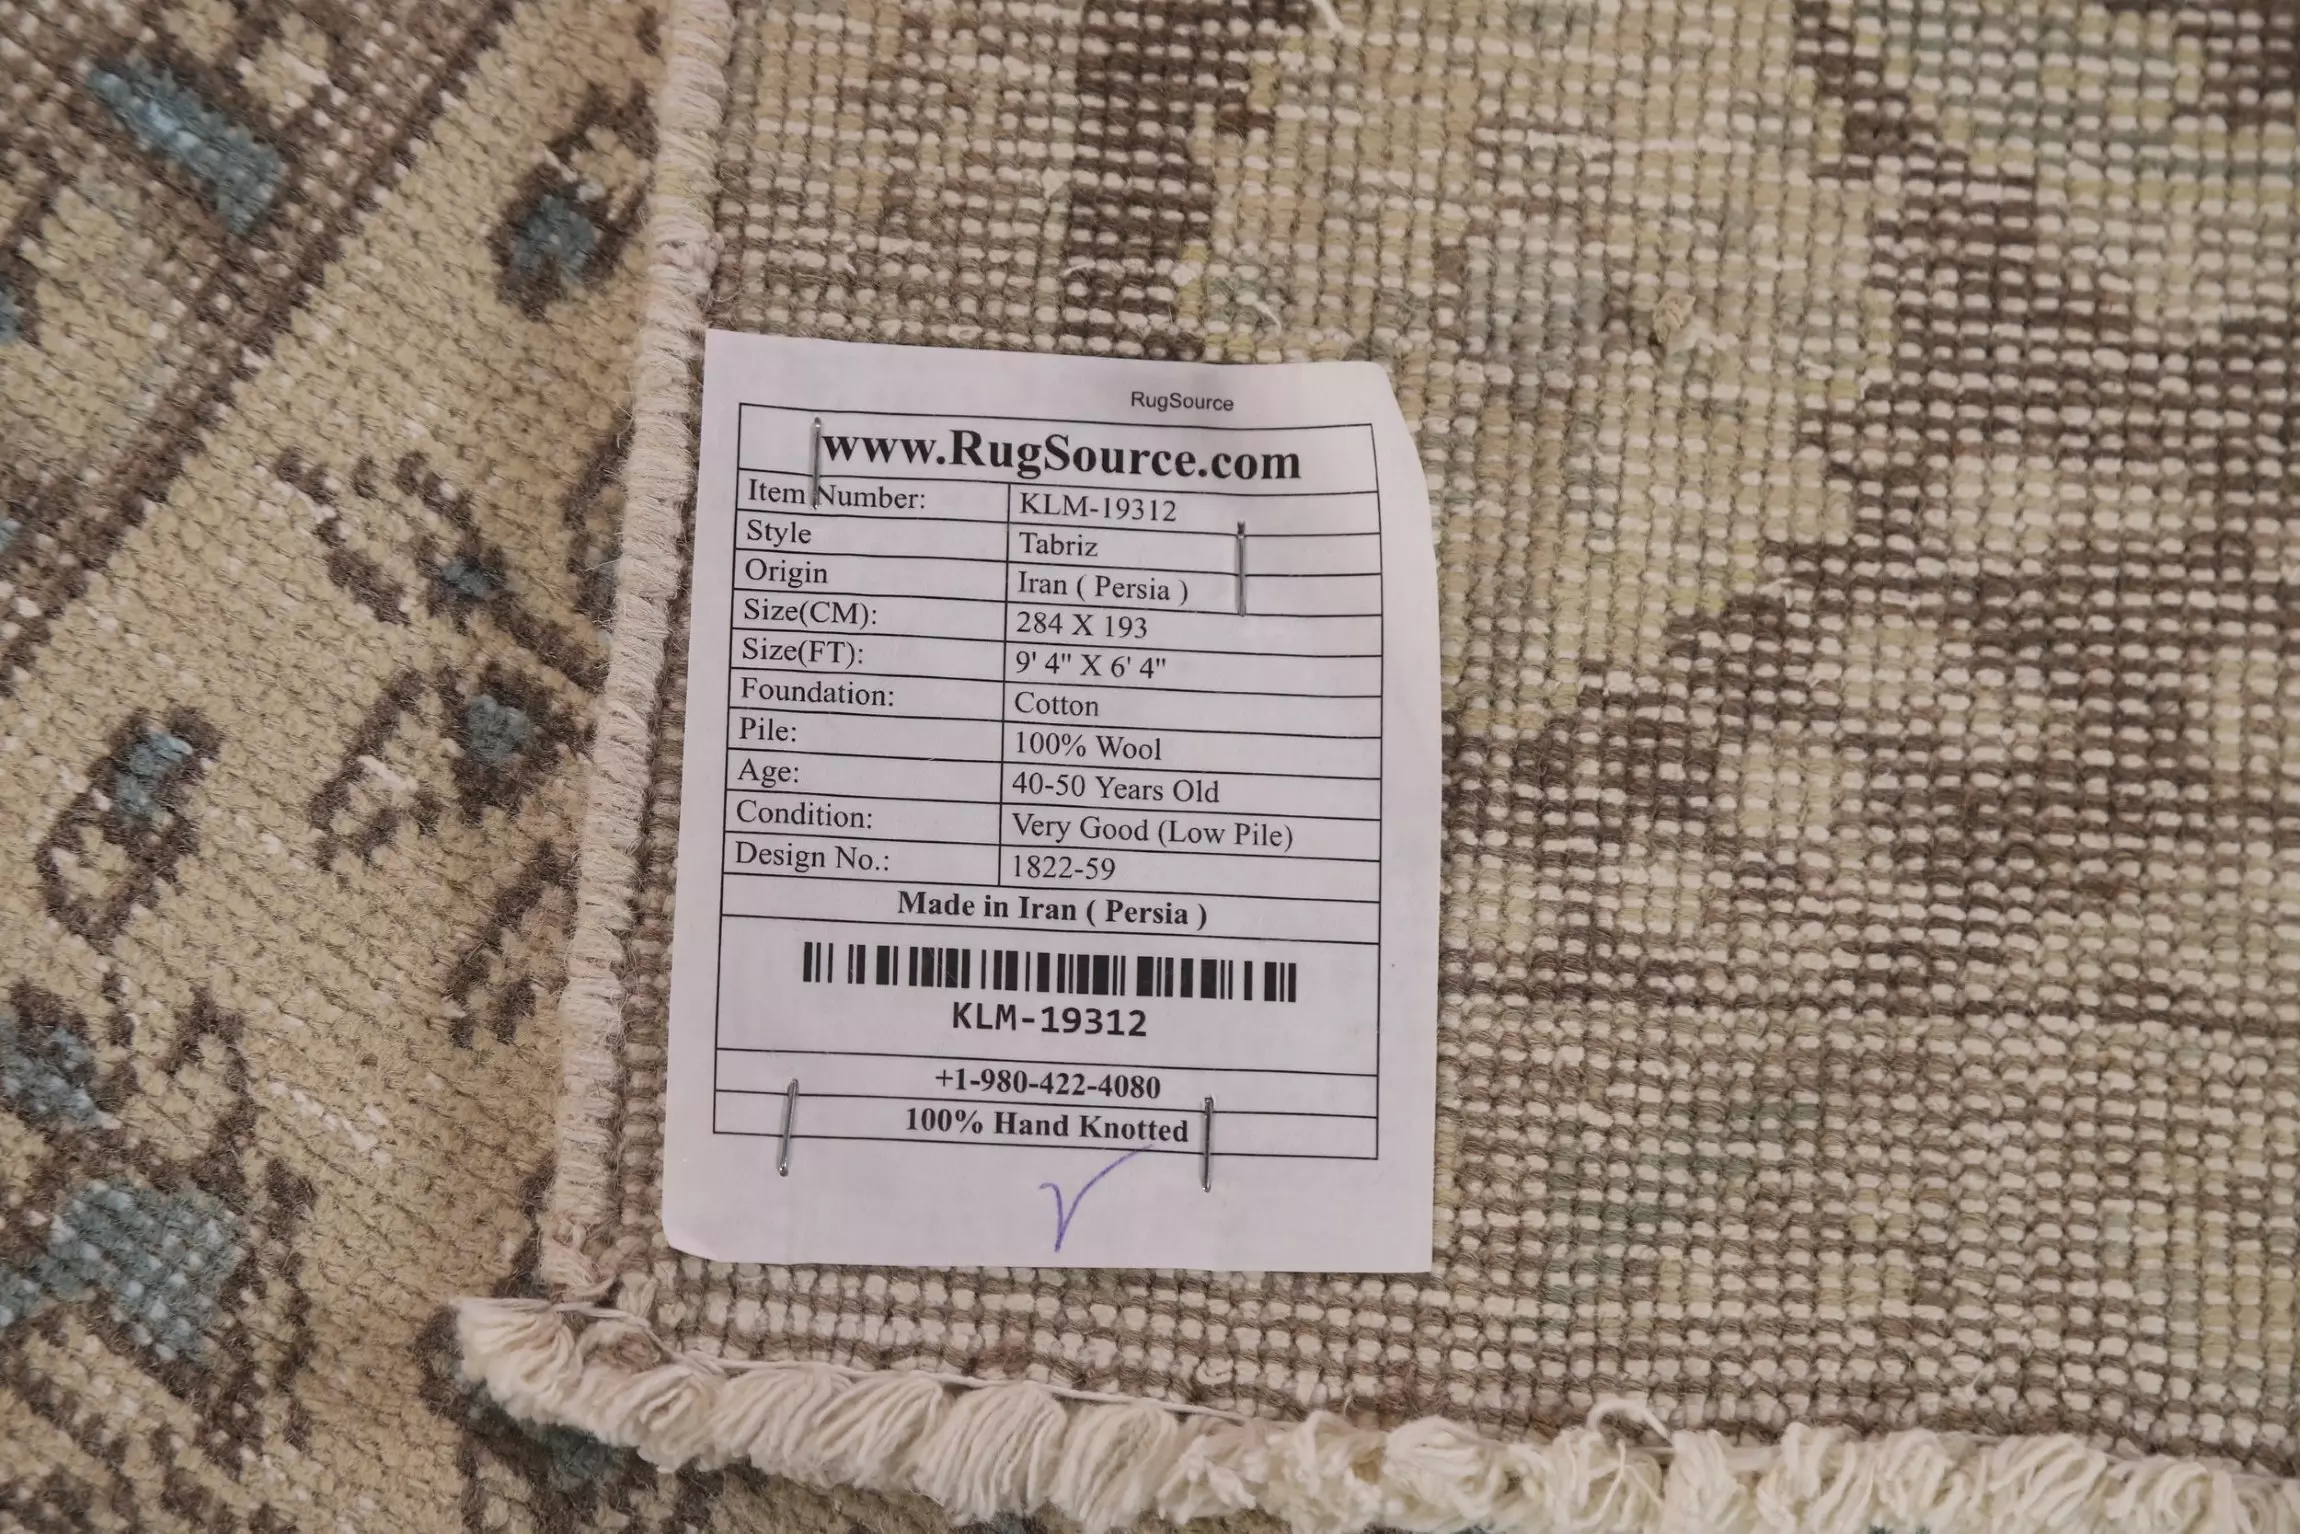 RugSource
www.RugSource.com
Item Number: KLM-19312
Style Tabriz
Origin Iran ( Persia )
Size(CM): 284 X 193
Size(FT): 9' 4" X 6' 4"
Foundation: Cotton
Pile: 100% Wool
Age: 40-50 Years Old
Condition: Very Good (Low Pile)
Design No.: 1822-59
Made in Iran ( Persia )
KLM-19312
+1-980-422-4080
100% Hand Knotted